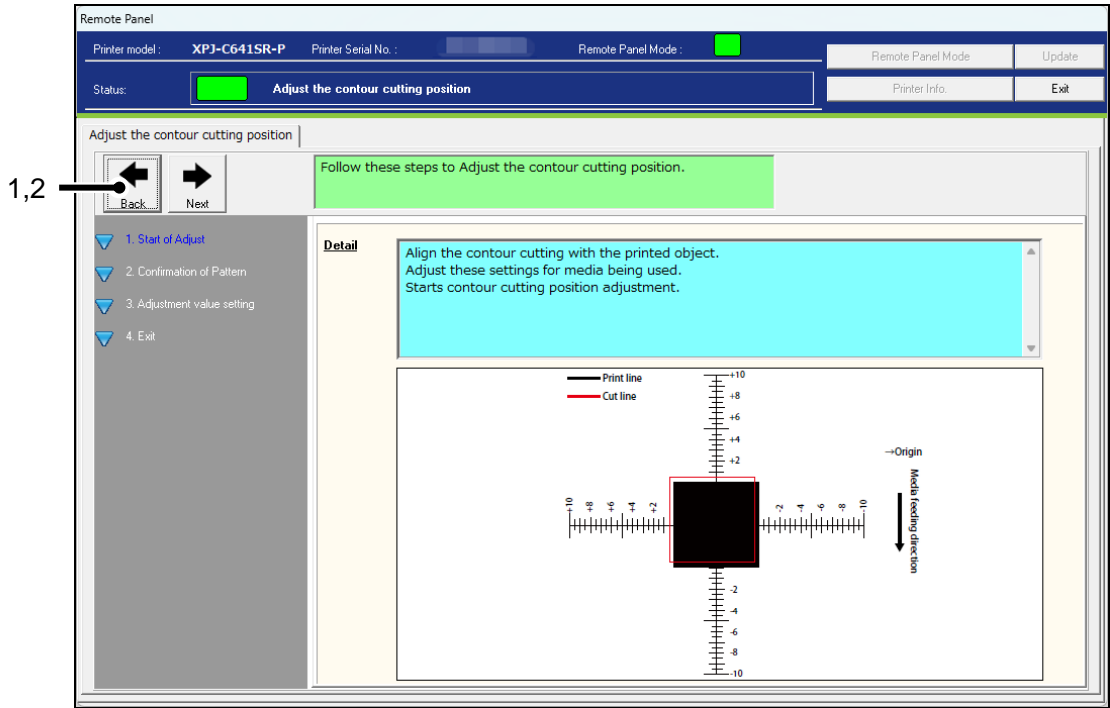 Remote Panel
Printer model : XPJ-C641SR-P Printer Serial No. : Remote Panel Mode :
Remote Panel Mode Update
Status: Adjust the contour cutting position
Printer Info. Exit
Adjust the contour cutting position
1,2
Back Next
Follow these steps to Adjust the contour cutting position.
1. Start of Adjust
2. Confirmation of Pattern
3. Adjustment value setting
4. Exit
Detail
Align the contour cutting with the printed object.
Adjust these settings for media being used.
Starts contour cutting position adjustment.
Print line
Cut line
+10
+8
+6
+4
+2
→Origin
Media feeding direction
+10 +8 +6 +4 +2 -2 -4 -6 -8 -10
-2
-4
-6
-8
-10